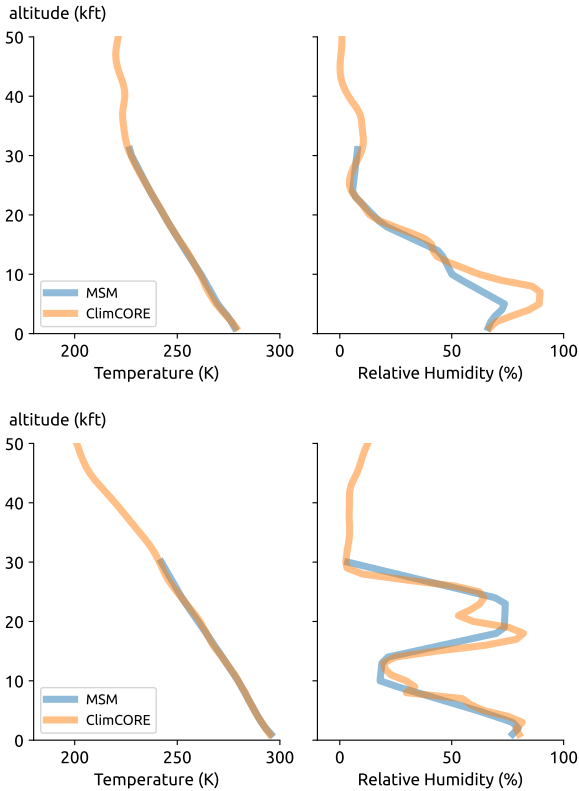 altitude (kft)
50
40
30
20
10
0
MSM
ClimCORE
200 250 300
Temperature (K)
0 50 100
Relative Humidity (%)
altitude (kft)
50
40
30
20
10
0
MSM
ClimCORE
200 250 300
Temperature (K)
0 50 100
Relative Humidity (%)